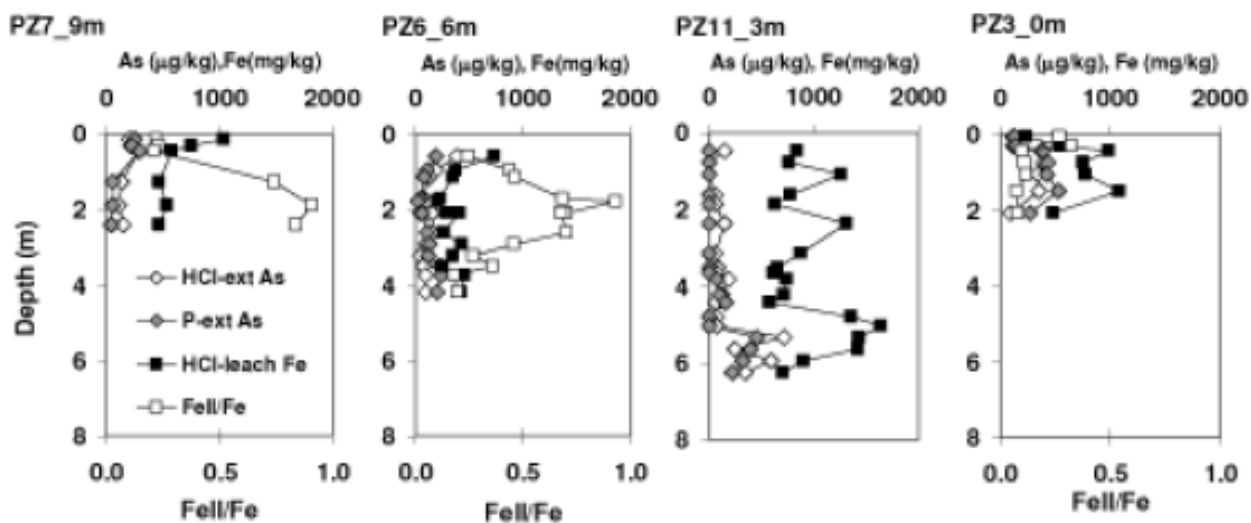 PZ7_9m PZ6_6m PZ11_3m PZ3_0m
As (µg/kg),Fe(mg/kg) As (µg/kg), Fe(mg/kg) As (µg/kg), Fe(mg/kg) As (µg/kg), Fe (mg/kg)
0 1000 2000 0 1000 2000 0 1000 2000 0 1000 2000
0 0 0 0
2 2 2 2
4 4 4 4
6 6 6 6
8 8 8 8
Depth (m)
HCl-ext As
P-ext As
HCl-leach Fe
FeII/Fe
0.0 0.5 1.0 0.0 0.5 1.0 0.0 0.5 1.0
FeII/Fe FeII/Fe FeII/Fe